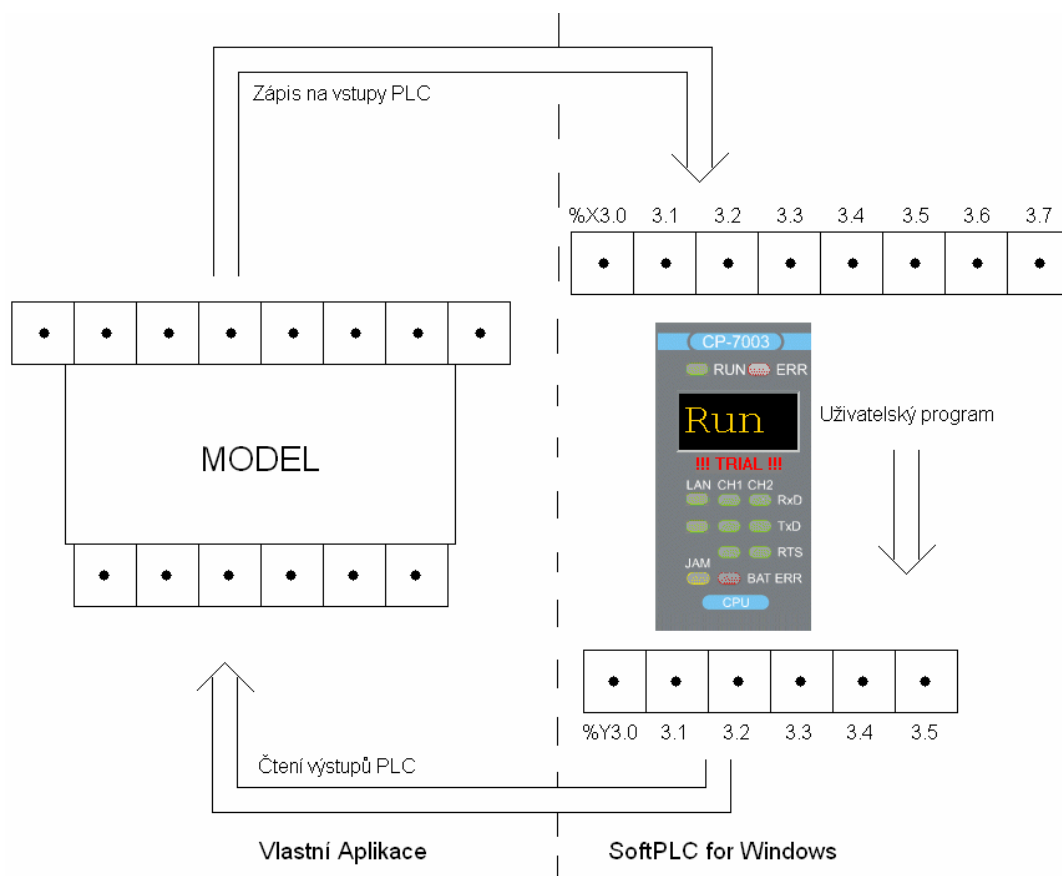 Zápis na vstupy PLC
%X3.0 3.1 3.2 3.3 3.4 3.5 3.6 3.7
CP-7003
RUN ERR
Run
!!! TRIAL !!!
LAN CH1 CH2
RxD
TxD
RTS
JAM
BAT ERR
CPU
Uživatelský program
MODEL
%Y3.0 3.1 3.2 3.3 3.4 3.5
Čtení výstupů PLC
Vlastní Aplikace
SoftPLC for Windows